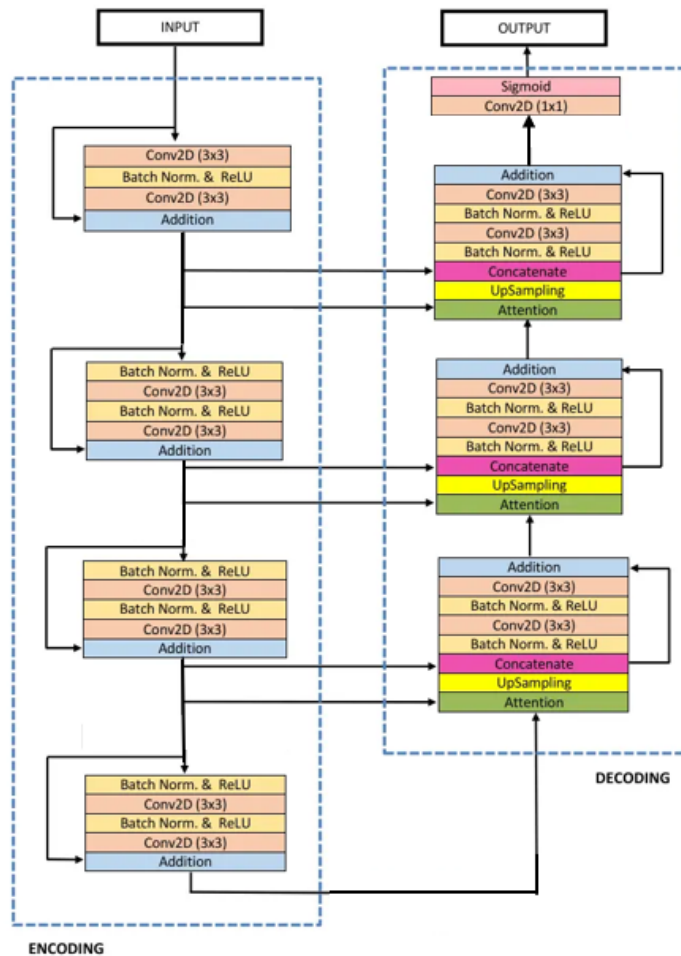 INPUT
Conv2D (3x3)
Batch Norm. & ReLU
Conv2D (3x3)
Addition
Batch Norm. & ReLU
Conv2D (3x3)
Batch Norm. & ReLU
Conv2D (3x3)
Addition
Batch Norm. & ReLU
Conv2D (3x3)
Batch Norm. & ReLU
Conv2D (3x3)
Addition
Batch Norm. & ReLU
Conv2D (3x3)
Batch Norm. & ReLU
Conv2D (3x3)
Addition
ENCODING
OUTPUT
Sigmoid
Conv2D (1x1)
Addition
Conv2D (3x3)
Batch Norm. & ReLU
Conv2D (3x3)
Batch Norm. & ReLU
Concatenate
UpSampling
Attention
Addition
Conv2D (3x3)
Batch Norm. & ReLU
Conv2D (3x3)
Batch Norm. & ReLU
Concatenate
UpSampling
Attention
Addition
Conv2D (3x3)
Batch Norm. & ReLU
Conv2D (3x3)
Batch Norm. & ReLU
Concatenate
UpSampling
Attention
DECODING